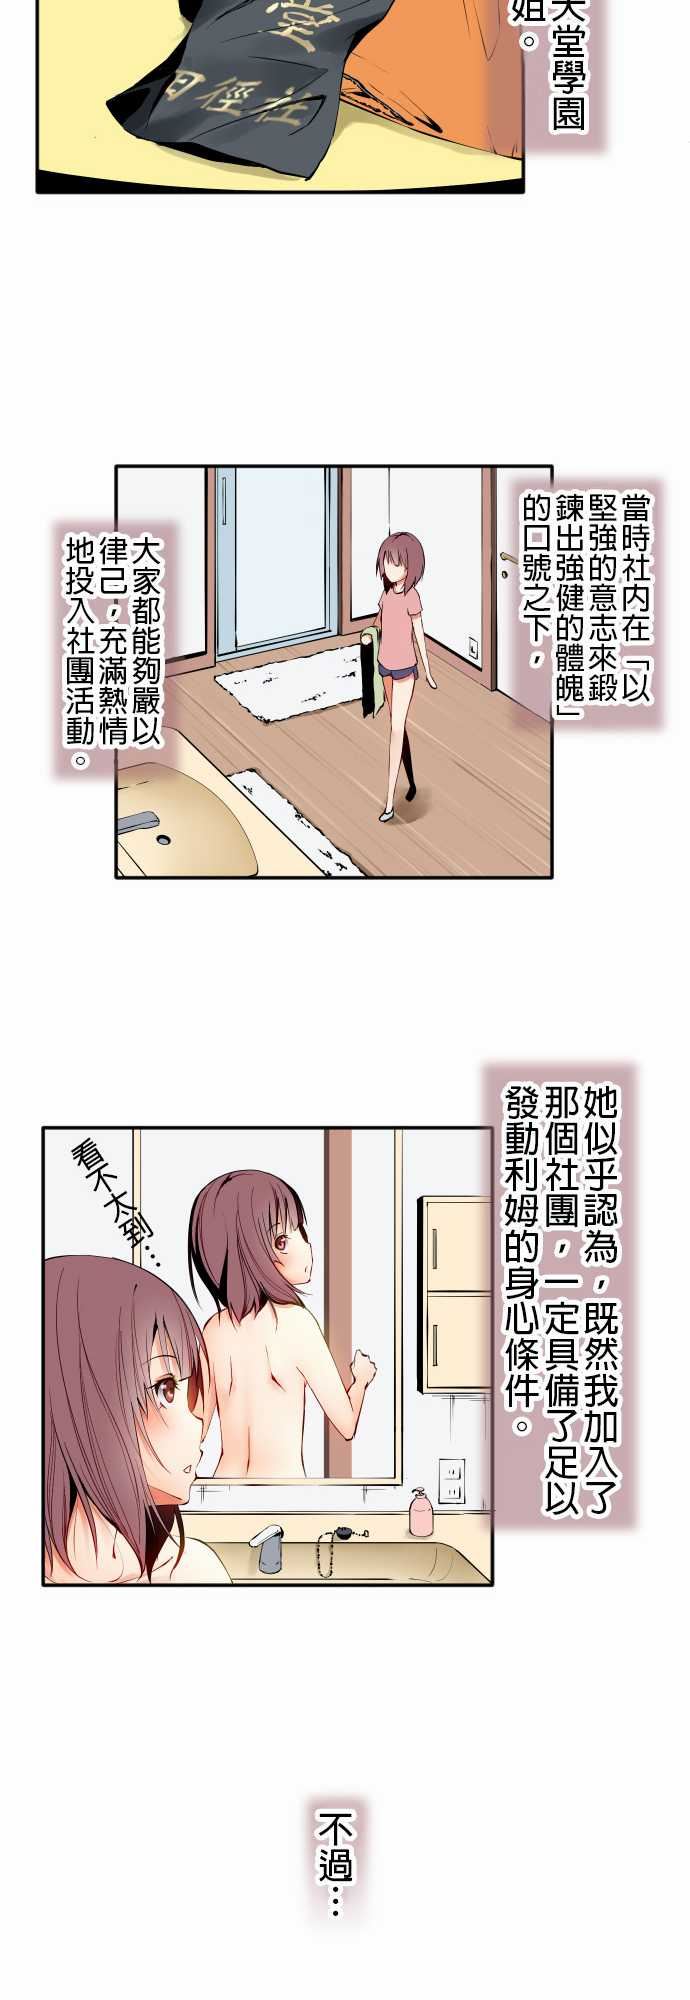 天堂學園
姐。
當時社內在「以
堅強的意志來鍛
鍊出強健的體魄」
的口號之下，
大家都能夠嚴以
律己，充滿熱情
地投入社團活動。
她似乎認為，既然我加入了
那個社團，一定具備了足以
發動利姆的身心條件。
看不太到…
不過…